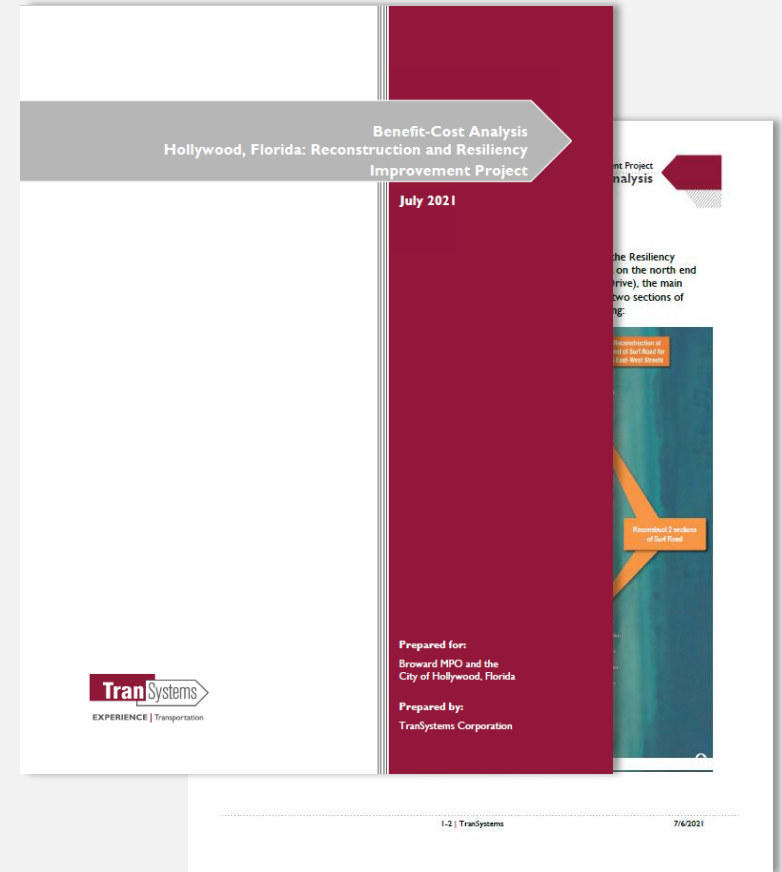 Benefit-Cost Analysis
Hollywood, Florida: Reconstruction and Resiliency
Improvement Project
July 2021
Prepared for:
Broward MPO and the
City of Hollywood, Florida
Prepared by:
TranSystems Corporation
TranSystems
EXPERIENCE | Transportation
nt Project
nalysis
the Resiliency
on the north end
rive), the main
two sections of
ng:
Reconstruction at
end of Surf Road for
East-West Streets
Reconstruct 2 sections
of Surf Road
1-2 | TranSystems
7/6/2021